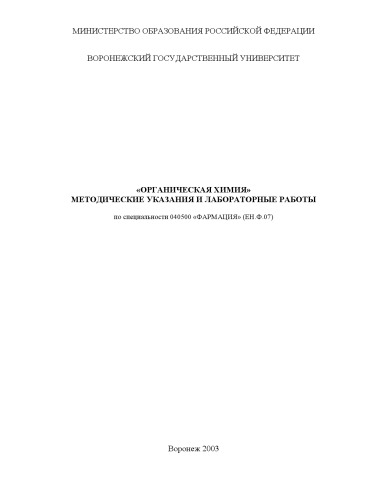 МИНИСТЕРСТВО ОБРАЗОВАНИЯ РОССИЙСКОЙ ФЕДЕРАЦИИ
ВОРОНЕЖСКИЙ ГОСУДАРСТВЕННЫЙ УНИВЕРСИТЕТ
«ОРГАНИЧЕСКАЯ ХИМИЯ»
МЕТОДИЧЕСКИЕ УКАЗАНИЯ И ЛАБОРАТОРНЫЕ РАБОТЫ
по специальности 040500 «ФАРМАЦИЯ» (ЕН.Ф.07)
Воронеж 2003